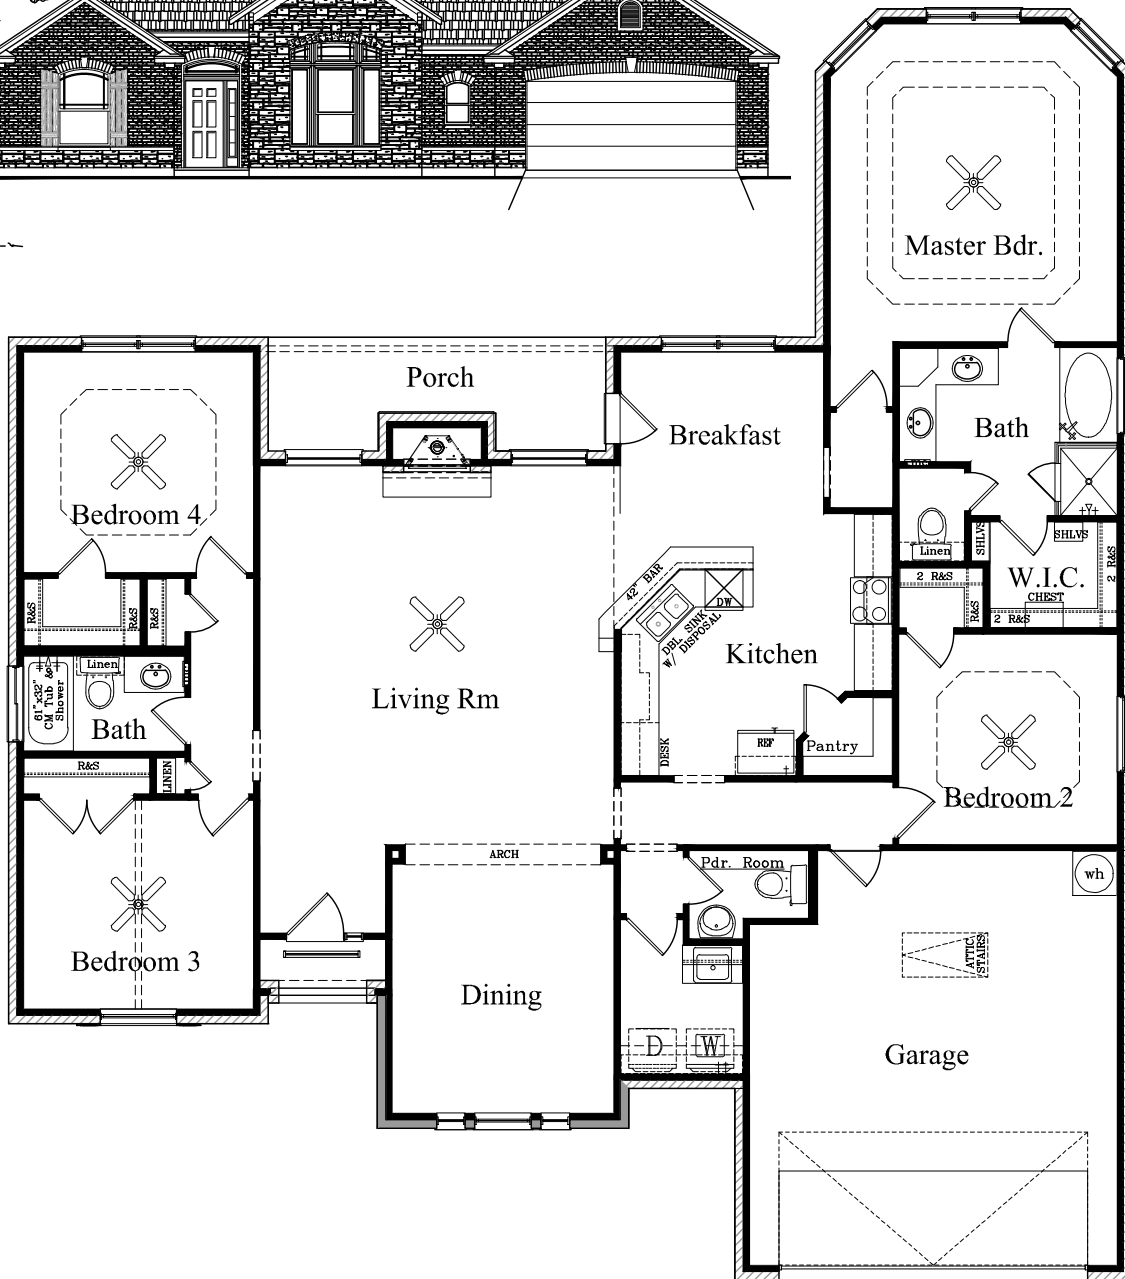 Master Bdr.
Porch
Breakfast
Bath
Bedroom 4
SHLVS
SHLVS
Linen
2 R&S
W.I.C.
2 R&S
CHEST
2 R&S
R&S
R&S
R&S
R&S
42" BAR
DW
DBL SINK
W/ DISPOSAL
Kitchen
Living Rm
Linen
61"x32"
CM Tub &
Shower
Bath
DESK
REF
Pantry
R&S
LINEN
Bedroom 2
ARCH
Pdr. Room
wh
ATTIC
STAIRS
Bedroom 3
Dining
D
W
Garage